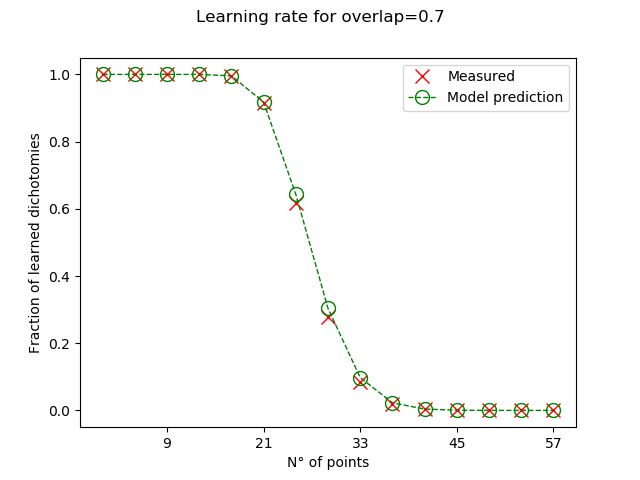 Learning rate for overlap=0.7
Measured
Model prediction
Fraction of learned dichotomies
1.0
0.8
0.6
0.4
0.2
0.0
9 21 33 45 57
N° of points